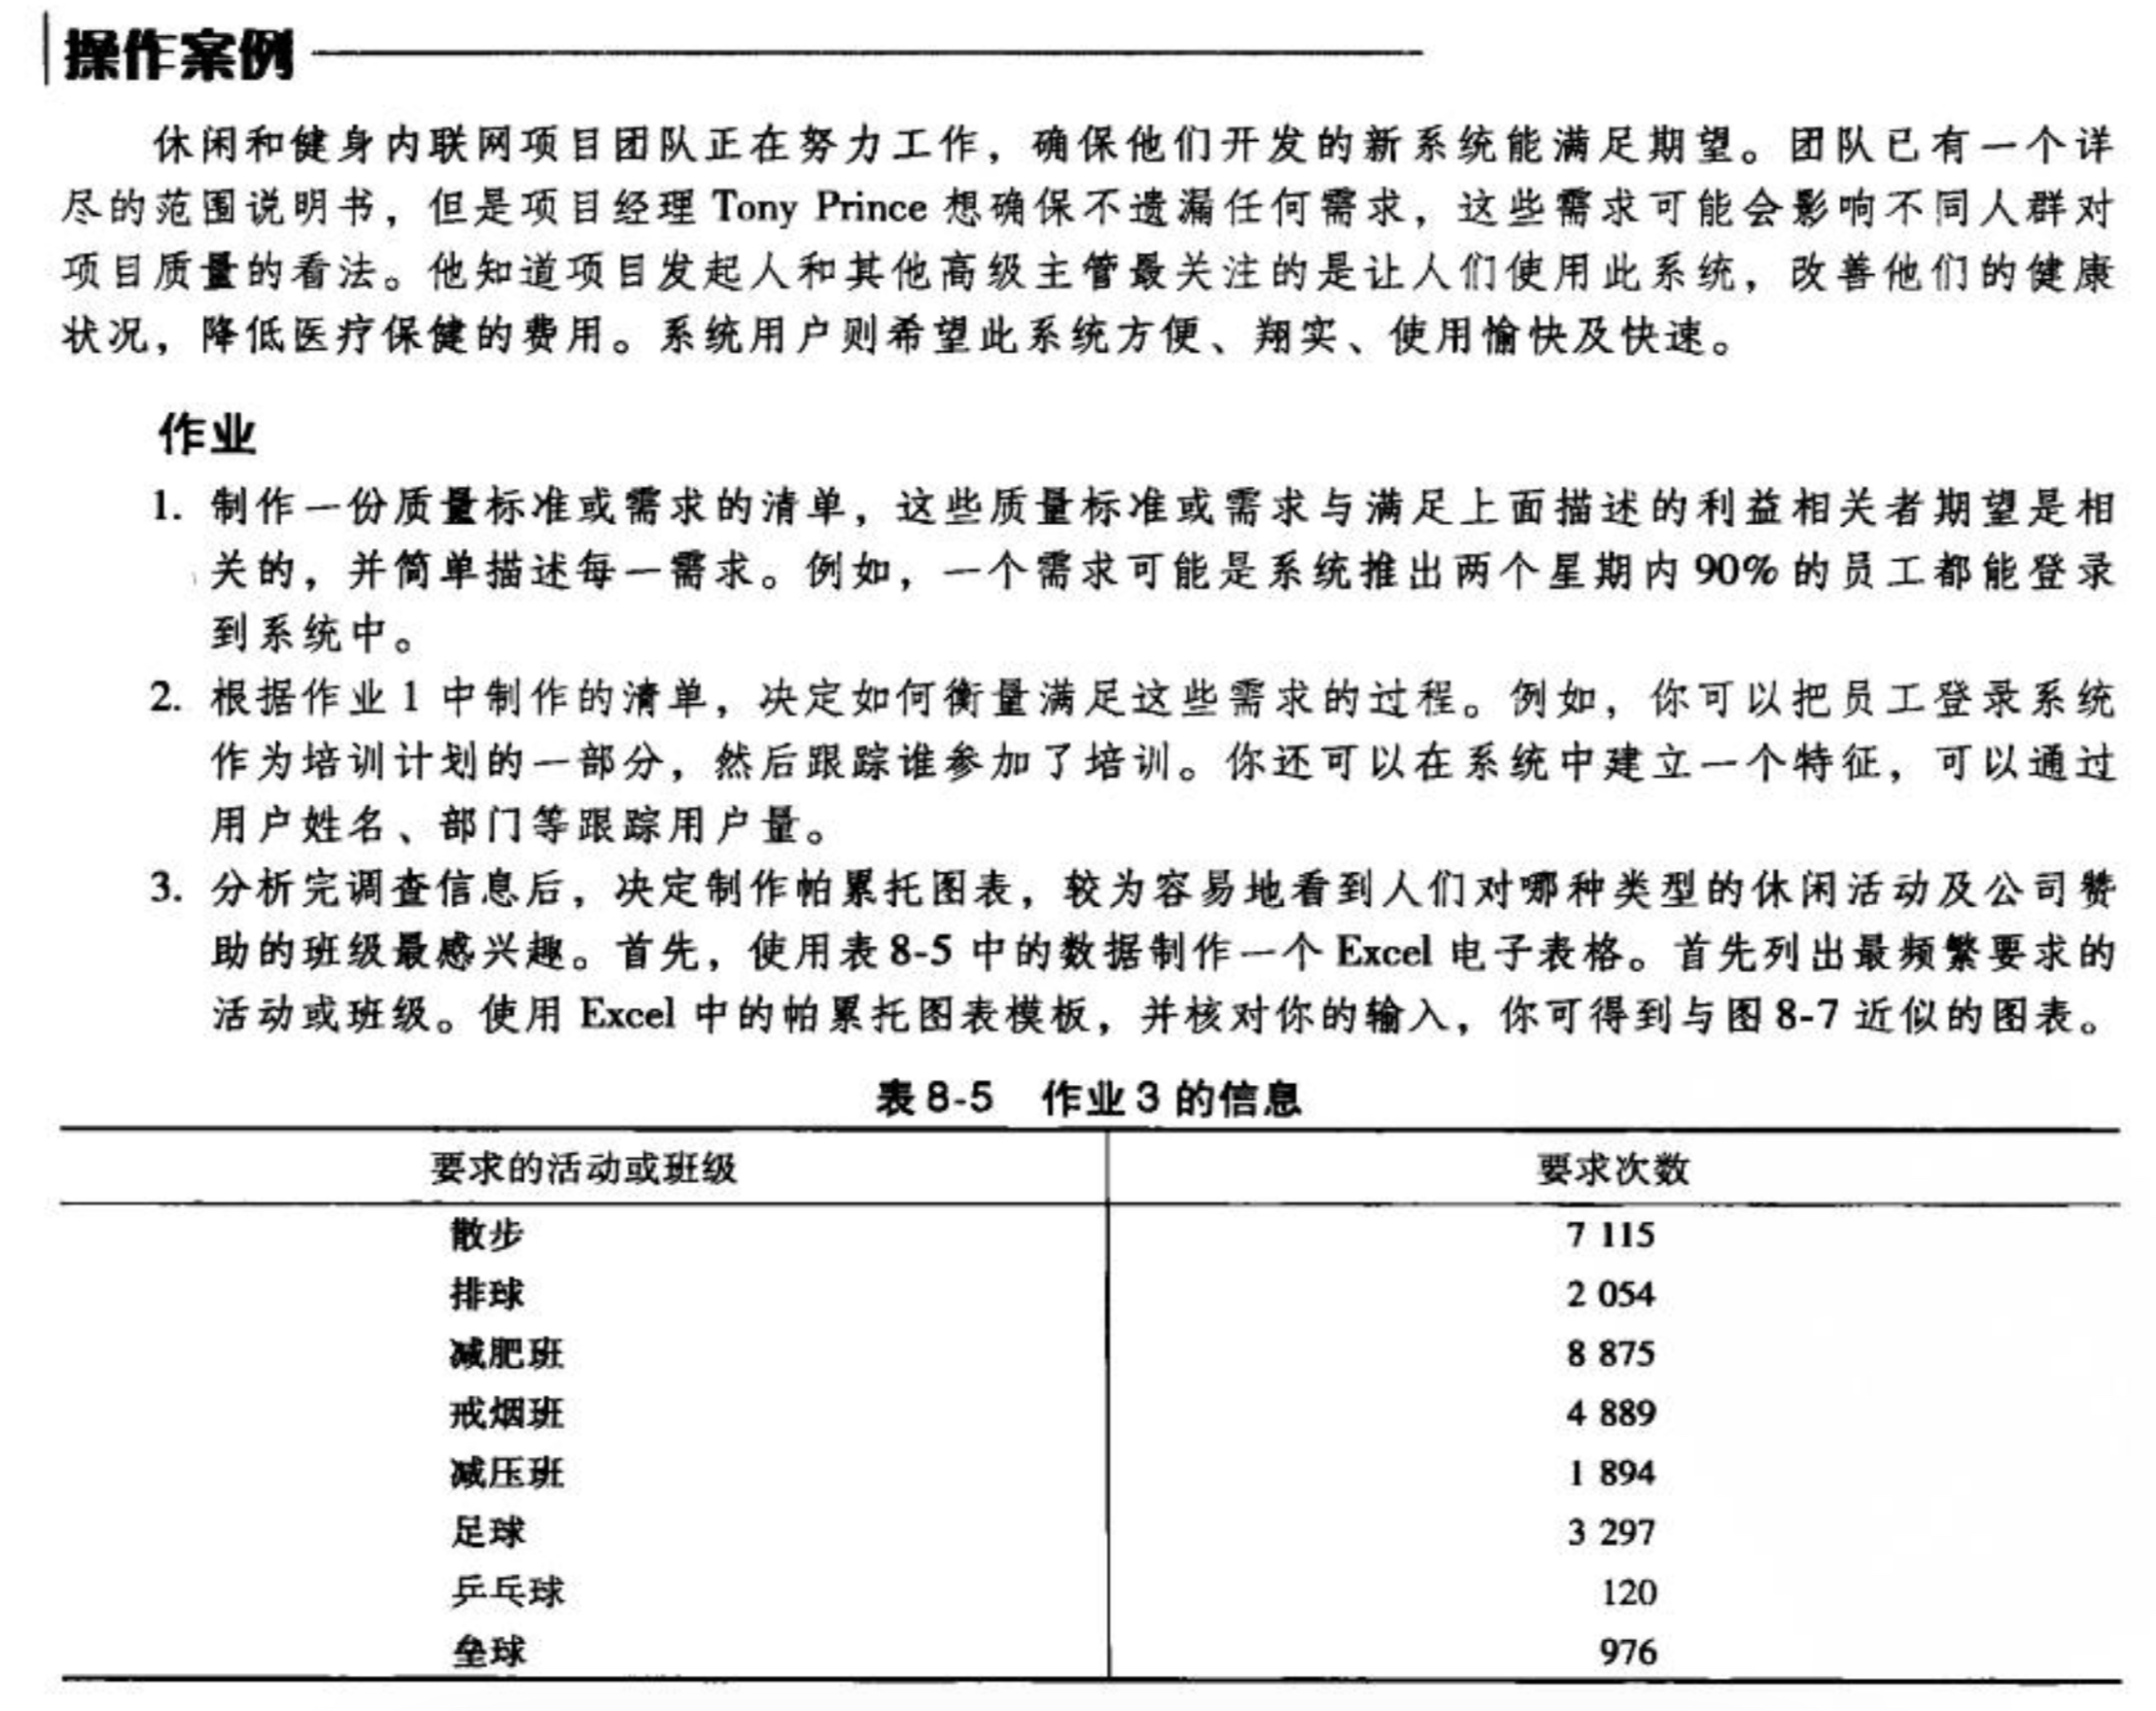 操作案例
休闲和健身内联网项目团队正在努力工作，确保他们开发的新系统能满足期望。团队已有一个详
尽的范围说明书，但是项目经理 Tony Prince 想确保不遗漏任何需求，这些需求可能会影响不同人群对
项目质量的看法。他知道项目发起人和其他高级主管最关注的是让人们使用此系统，改善他们的健康
状况，降低医疗保健的费用。系统用户则希望此系统方便、翔实、使用愉快及快速。
作业
1. 制作一份质量标准或需求的清单，这些质量标准或需求与满足上面描述的利益相关者期望是相
关的，并简单描述每一需求。例如，一个需求可能是系统推出两个星期内 90% 的员工都能登录
到系统中。
2. 根据作业 1 中制作的清单，决定如何衡量满足这些需求的过程。例如，你可以把员工登录系统
作为培训计划的一部分，然后跟踪谁参加了培训。你还可以在系统中建立一个特征，可以通过
用户姓名、部门等跟踪用户量。
3. 分析完调查信息后，决定制作帕累托图表，较为容易地看到人们对哪种类型的休闲活动及公司赞
助的班级最感兴趣。首先，使用表 8-5 中的数据制作一个 Excel 电子表格。首先列出最频繁要求的
活动或班级。使用 Excel 中的帕累托图表模板，并核对你的输入，你可得到与图 8-7 近似的图表。
表 8-5 作业 3 的信息
要求的活动或班级 要求次数
散步 7 115
排球 2 054
减肥班 8 875
戒烟班 4 889
减压班 1 894
足球 3 297
乒乓球 120
垒球 976